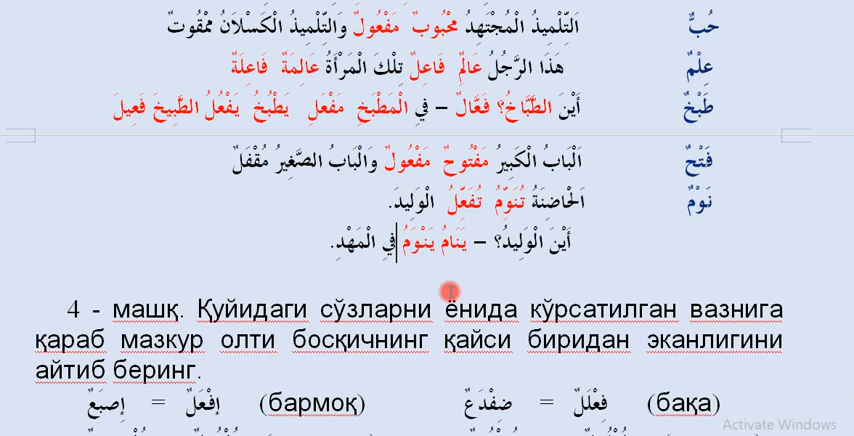 حُبٌّ اَلتِّلْمِيذُ الْمُجْتَهِدُ مَحْبُوبٌ مَفْعُولٌ وَالتِّلْمِيذُ الْكَسْلَانُ مَمْقُوتٌ
عِلْمٌ هَذَا الرَّجُلُ عَالِمٌ فَاعِلٌ تِلْكَ الْمَرْأَةُ عَالِمَةٌ فَاعِلَةٌ
طَبْخٌ أَيْنَ الطَّبَّاخُ؟ فَعَّالٌ – فِي الْمَطْبَخِ مَفْعَلِ يَطْبُخُ يَفْعُلُ الطَّبِيخَ فَعِيلَ
فَتْحٌ اَلْبَابُ الْكَبِيرُ مَفْتُوحٌ مَفْعُولٌ وَالْبَابُ الصَّغِيرُ مُقْفَلٌ
نَوْمٌ اَلْحَاضِنَةُ تُنَوِّمُ تُفَعِّلُ الْوَلِيدَ.
أَيْنَ الْوَلِيدُ؟ – يَنَامُ يَنْوَمُ فِي الْمَهْدِ.
4 - машқ. Қуйидаги сўзларни ёнида кўрсатилган вазнига
қараб мазкур олти босқичнинг қайси биридан эканлигини
айтиб беринг.
(бақа) ضِفْدَعٌ = فِعْلَلٌ (бармоқ) إِصبَعٌ = إِفْعَلٌ
Activate Windows